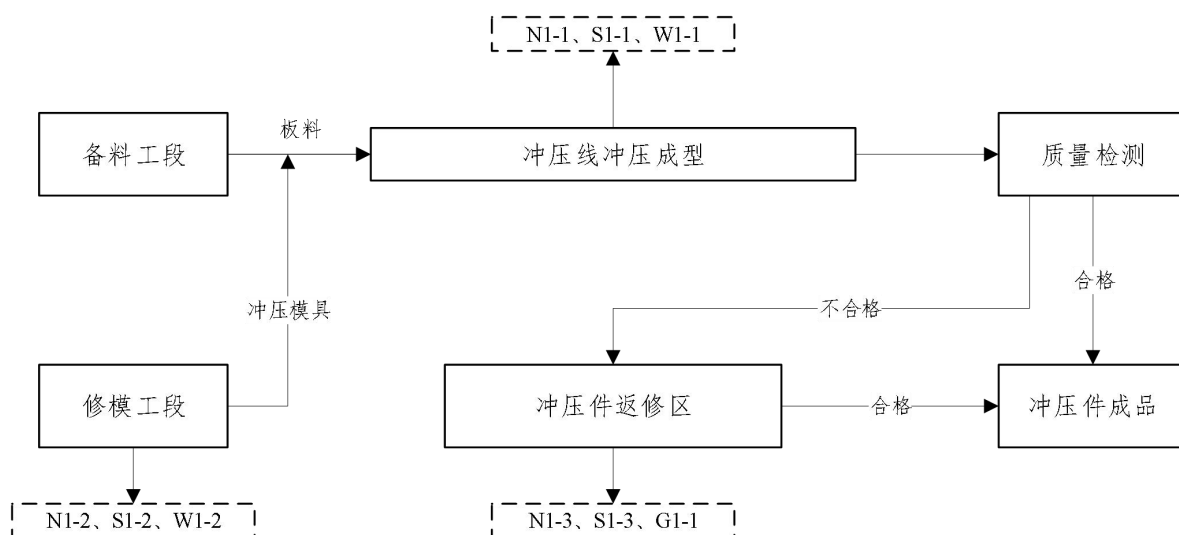 N1-1、S1-1、W1-1
板料
备料工段
冲压线冲压成型
质量检测
冲压模具
不合格
合格
修模工段
冲压件返修区
合格
冲压件成品
N1-2、S1-2、W1-2
N1-3、S1-3、G1-1